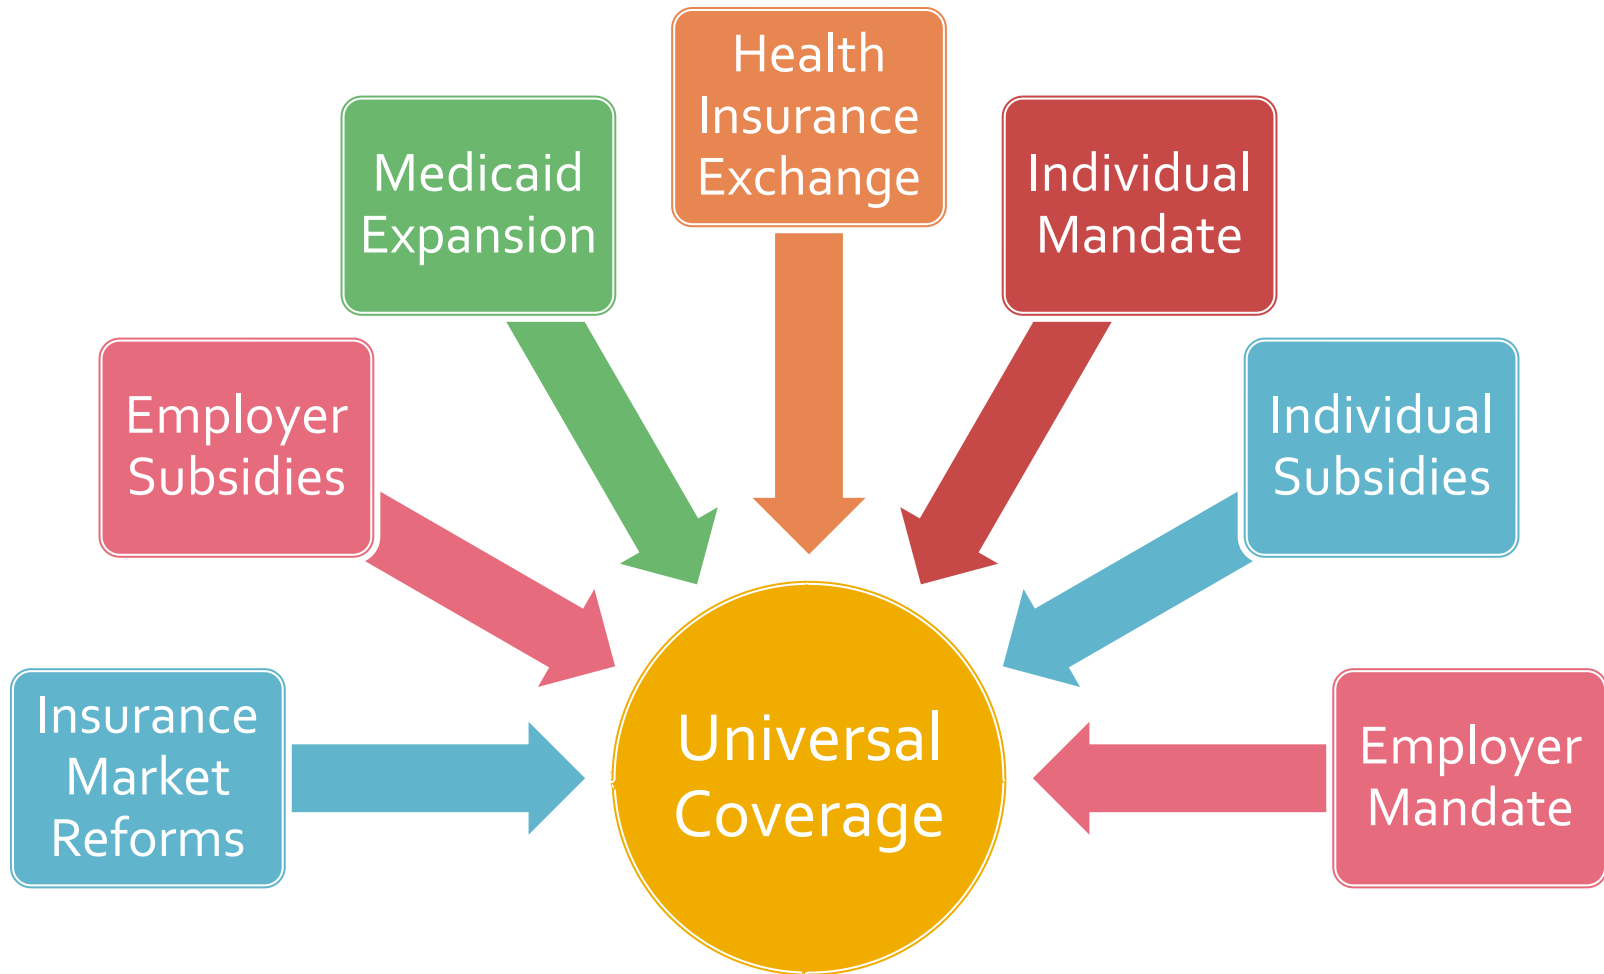 Health
Insurance
Exchange
Medicaid
Expansion
Individual
Mandate
Employer
Subsidies
Individual
Subsidies
Insurance
Market
Reforms
Universal
Coverage
Employer
Mandate